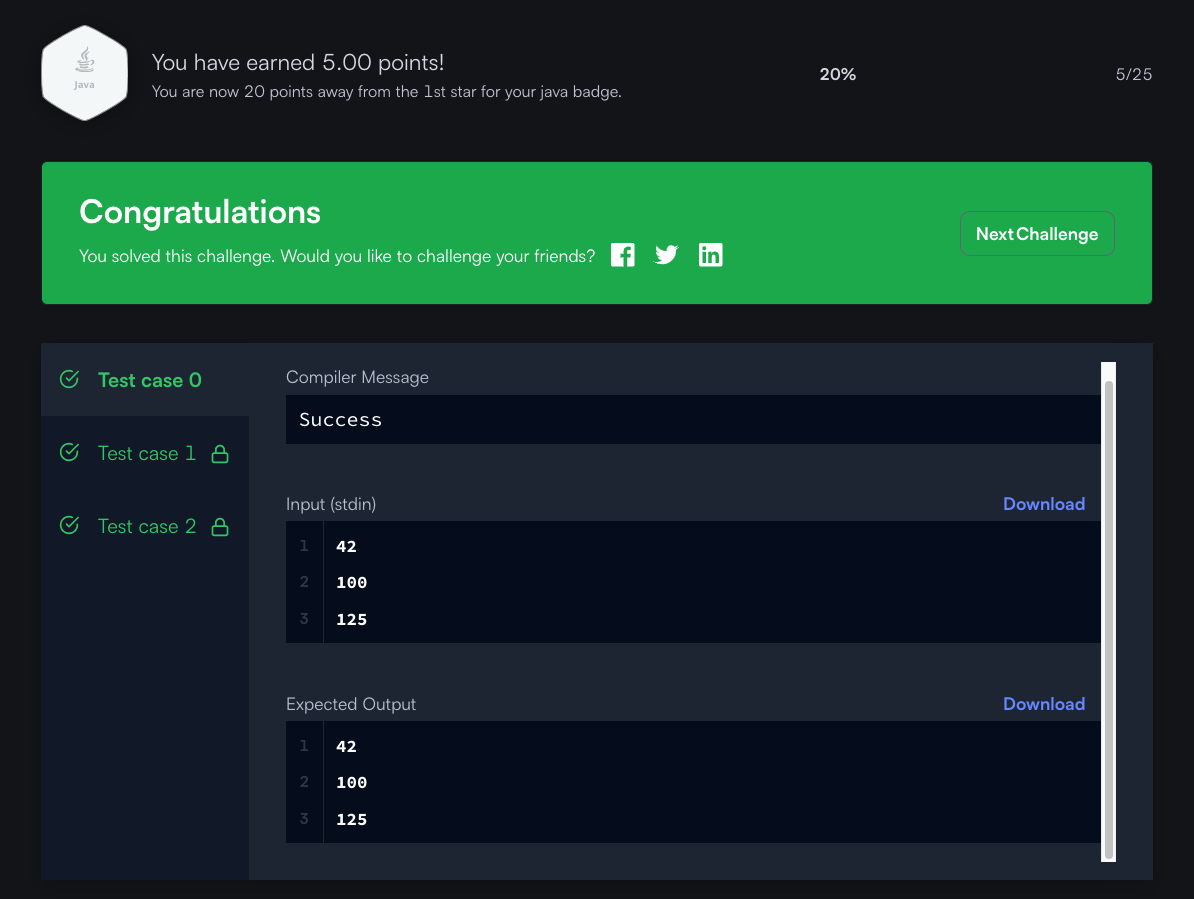 Java
You have earned 5.00 points!
You are now 20 points away from the 1st star for your java badge.
20%
5/25
Congratulations
You solved this challenge. Would you like to challenge your friends?
Next Challenge
Test case 0
Test case 1
Test case 2
Compiler Message
Success
Input (stdin)
Download
1 42
2 100
3 125
Expected Output
Download
1 42
2 100
3 125